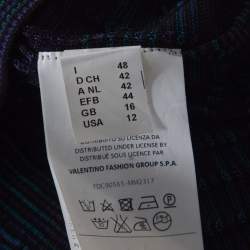 I 48
D CH 42
A NL 42
EFB 44
GB 16
USA 12
DISTRIBUITO SU LICENZA DA
DISTRIBUTED UNDER LICENSE BY
DISTRIBUE SOUS LICENCE PAR
VALENTINO FASHION GROUP S.P.A.